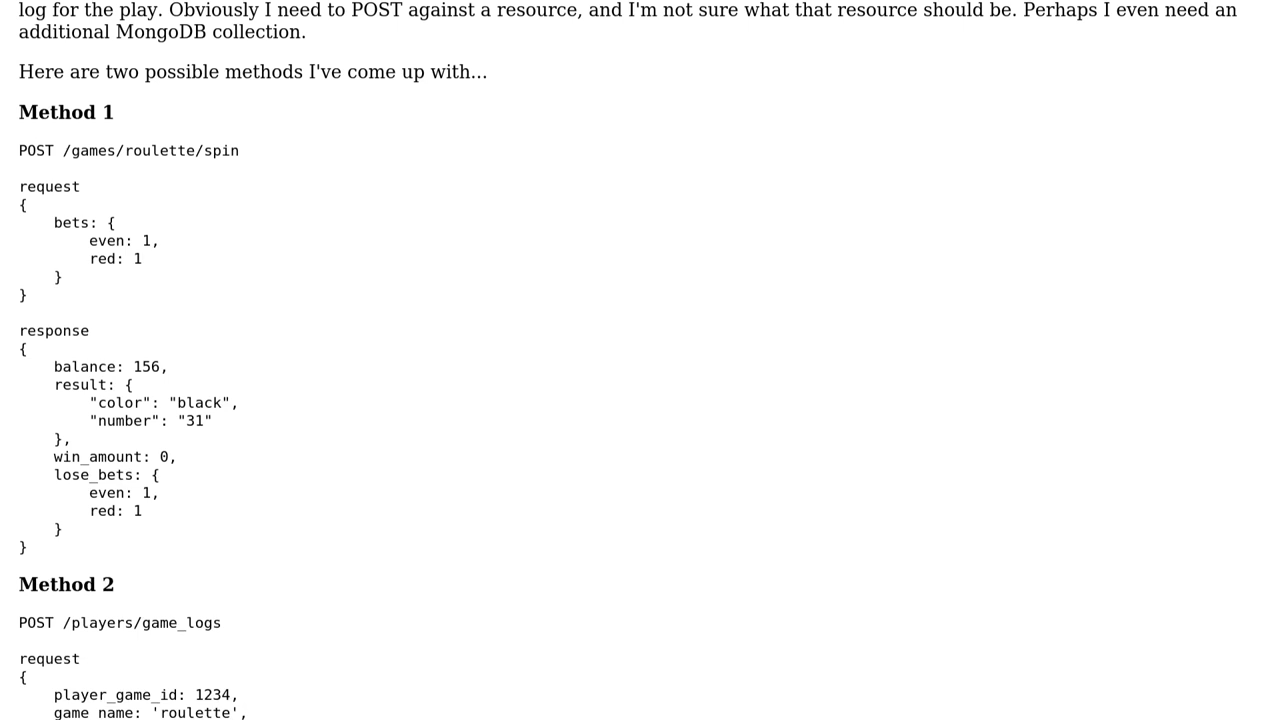 log for the play. Obviously I need to POST against a resource, and I'm not sure what that resource should be. Perhaps I even need an
additional MongoDB collection.
Here are two possible methods I've come up with...
Method 1
POST /games/roulette/spin
request
{
    bets: {
        even: 1,
        red: 1
    }
}
response
{
    balance: 156,
    result: {
        "color": "black",
        "number": "31"
    },
    win_amount: 0,
    lose_bets: {
        even: 1,
        red: 1
    }
}
Method 2
POST /players/game_logs
request
{
    player_game_id: 1234,
    game_name: 'roulette',